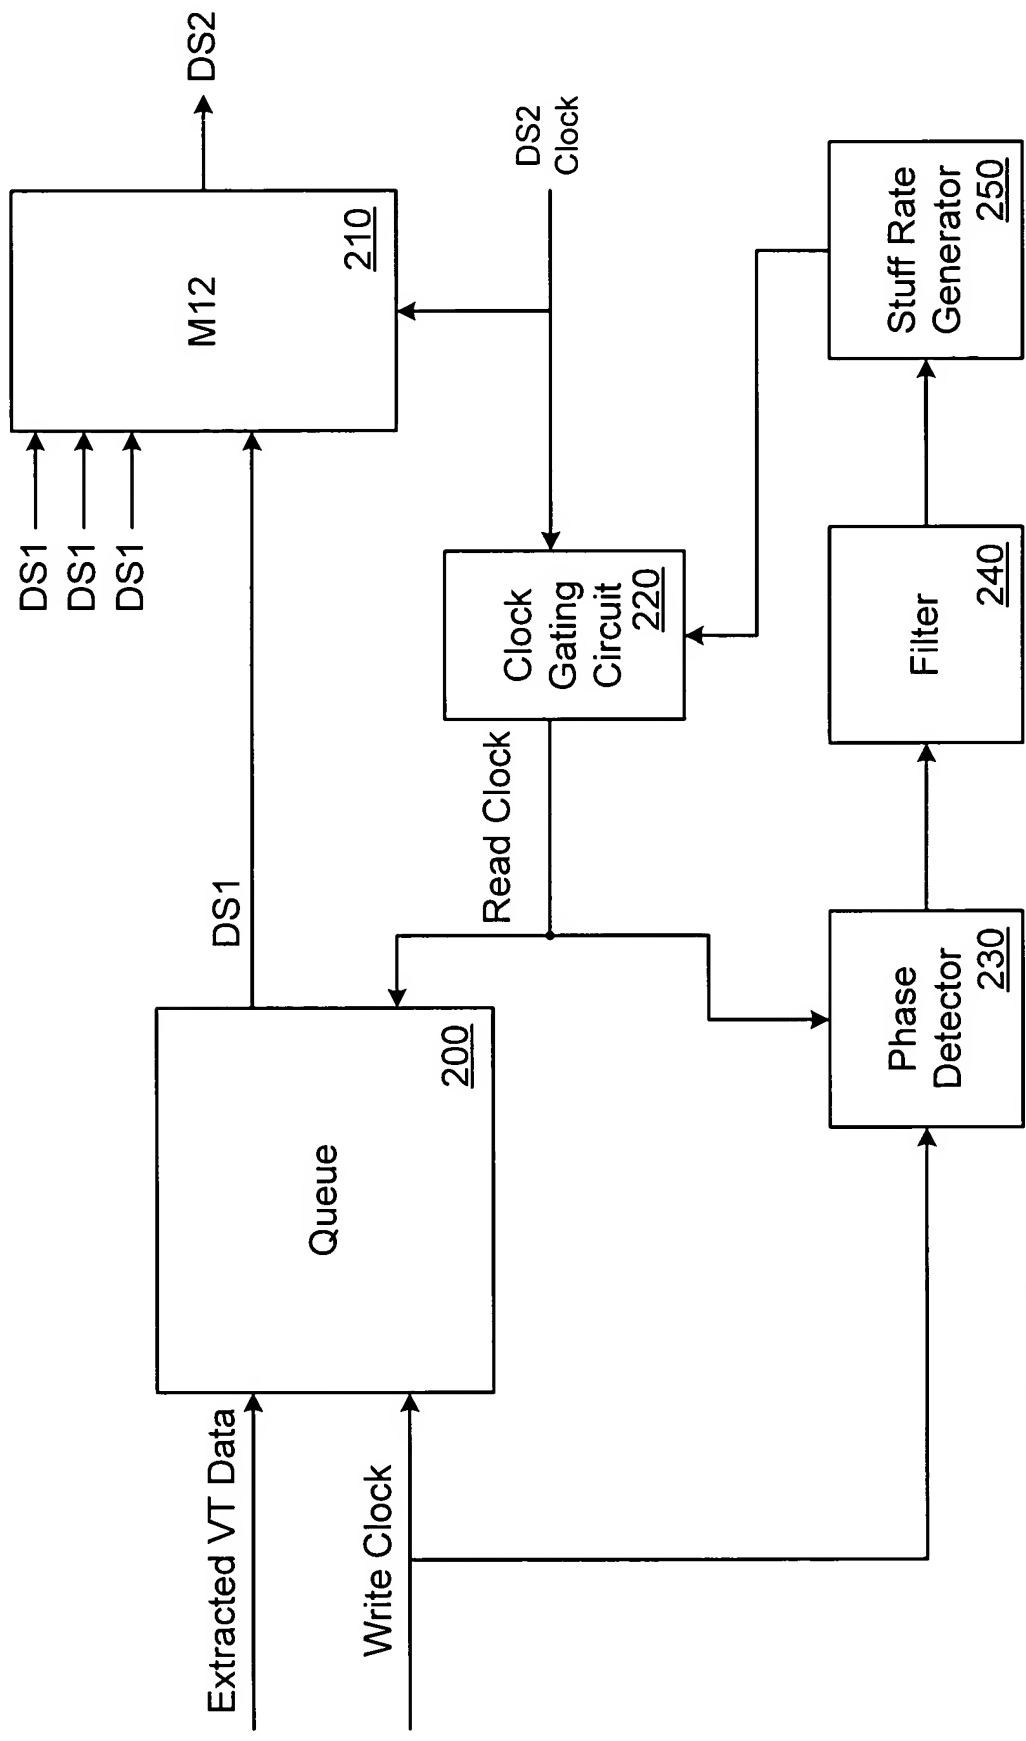 Extracted VT Data
Write Clock
Queue
200
DS1
Read Clock
DS1
DS1
DS1
M12
210
DS2
DS2
Clock
Clock
Gating
Circuit
220
Phase
Detector
230
Filter
240
Stuff Rate
Generator
250